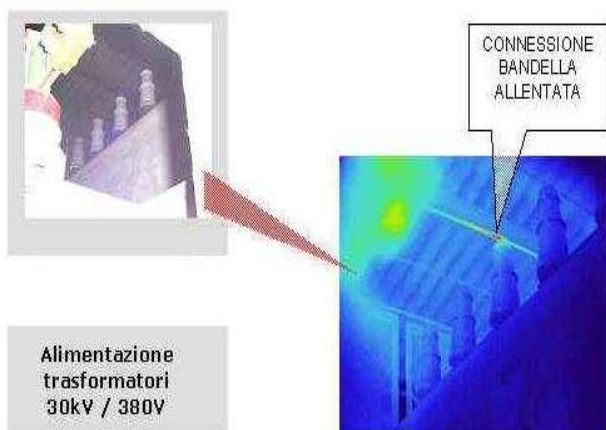 CONNESSIONE
BANDELLA
ALLENTATA
Alimentazione
trasformatori
30kV / 380V